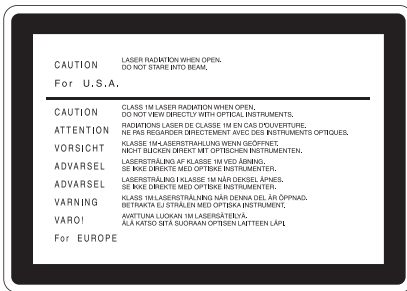 CAUTION LASER RADIATION WHEN OPEN.
DO NOT STARE INTO BEAM.
For U.S.A.
CAUTION CLASS 1M LASER RADIATION WHEN OPEN.
DO NOT VIEW DIRECTLY WITH OPTICAL INSTRUMENTS.
ATTENTION RADIATIONS LASER DE CLASSE 1M EN CAS D'OUVERTURE.
NE PAS REGARDER DIRECTEMENT AVEC DES INSTRUMENTS OPTIQUES.
VORSICHT KLASSE 1M-LASERSTRAHLUNG WENN GEÖFFNET.
NICHT BLICKEN DIREKT MIT OPTISCHEN INSTRUMENTEN.
ADVARSEL LASERSTRÅLING AF KLASSE 1M VED ÅBNING.
SE IKKE DIREKTE MED OPTISKE INSTRUMENTER.
ADVARSEL LASERSTRÅLING I KLASSE 1M NÅR DEKSEL ÅPNES.
SE IKKE DIREKTE MED OPTISKE INSTRUMENTER.
VARNING KLASS 1M LASERSTRÅLNING NÄR DENNA DEL ÄR ÖPPNAD.
BETRAKTA EJ STRÅLEN MED OPTISKA INSTRUMENT.
VARO! AVATTUNA LUOKAN 1M LASERSÄTEILYÄ.
ÄLÄ KATSO SITÄ SUORAAN OPTISEN LAITTEEN LÄPI.
For EUROPE